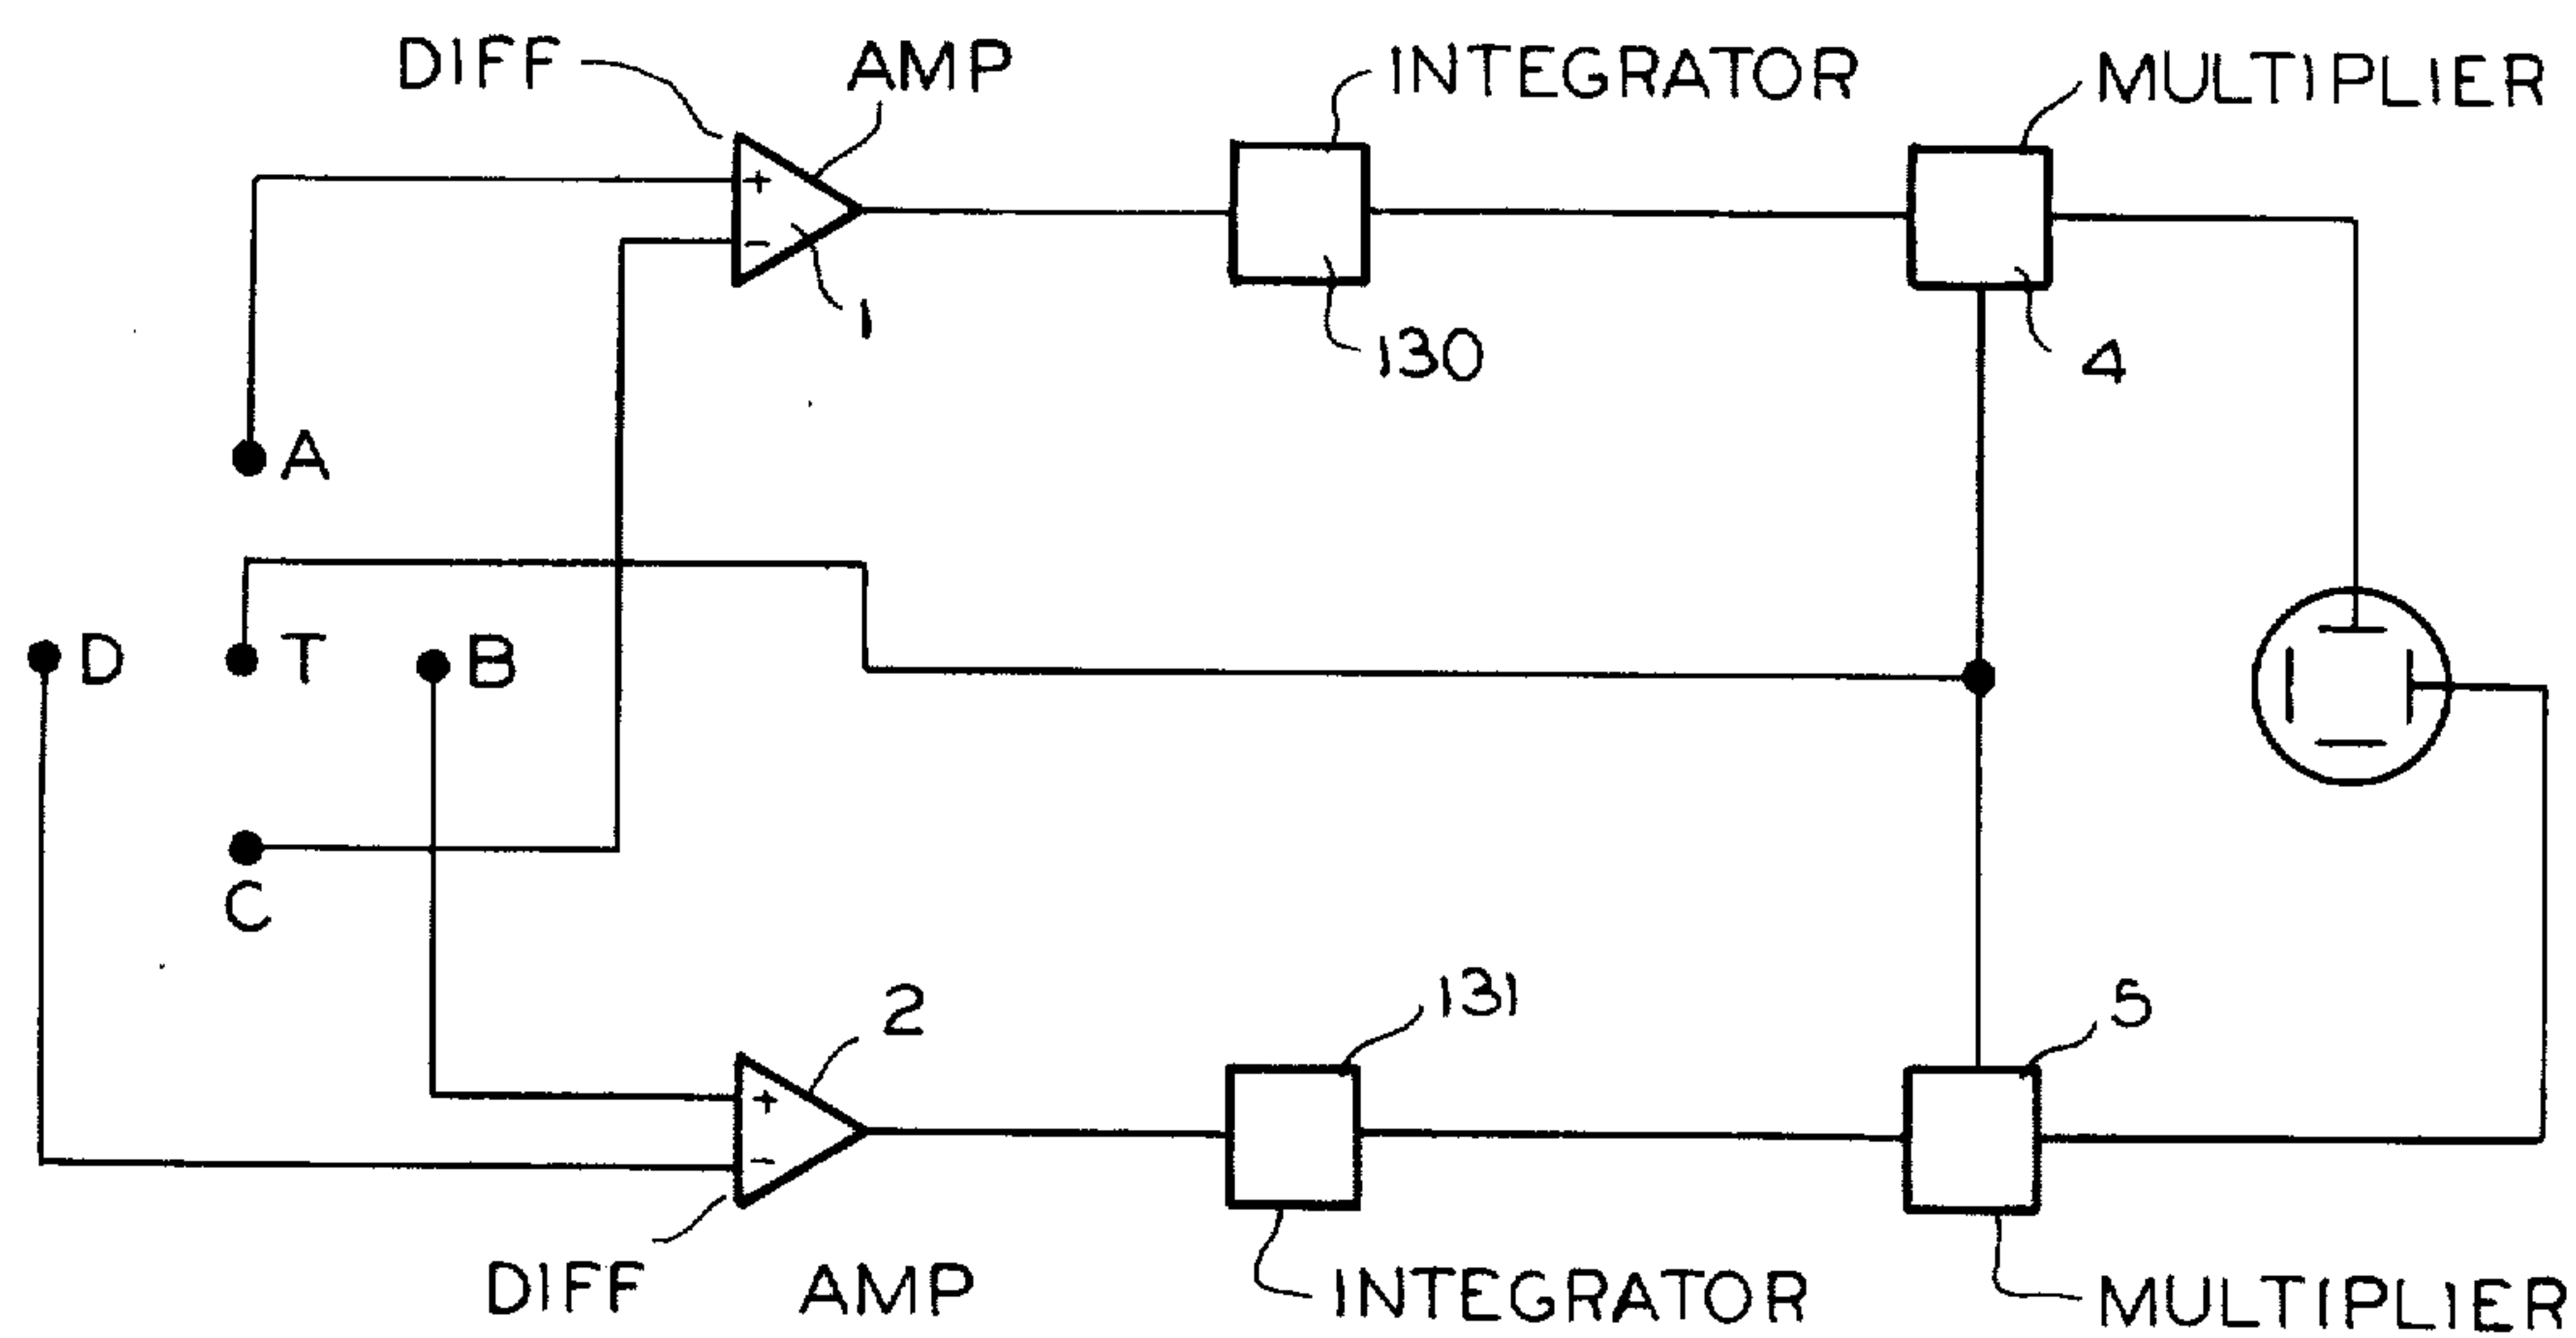 DIFF AMP INTEGRATOR MULTIPLIER
+
-
1
130
4
A
D T B
C
2 131 5
+
-
DIFF AMP INTEGRATOR MULTIPLIER